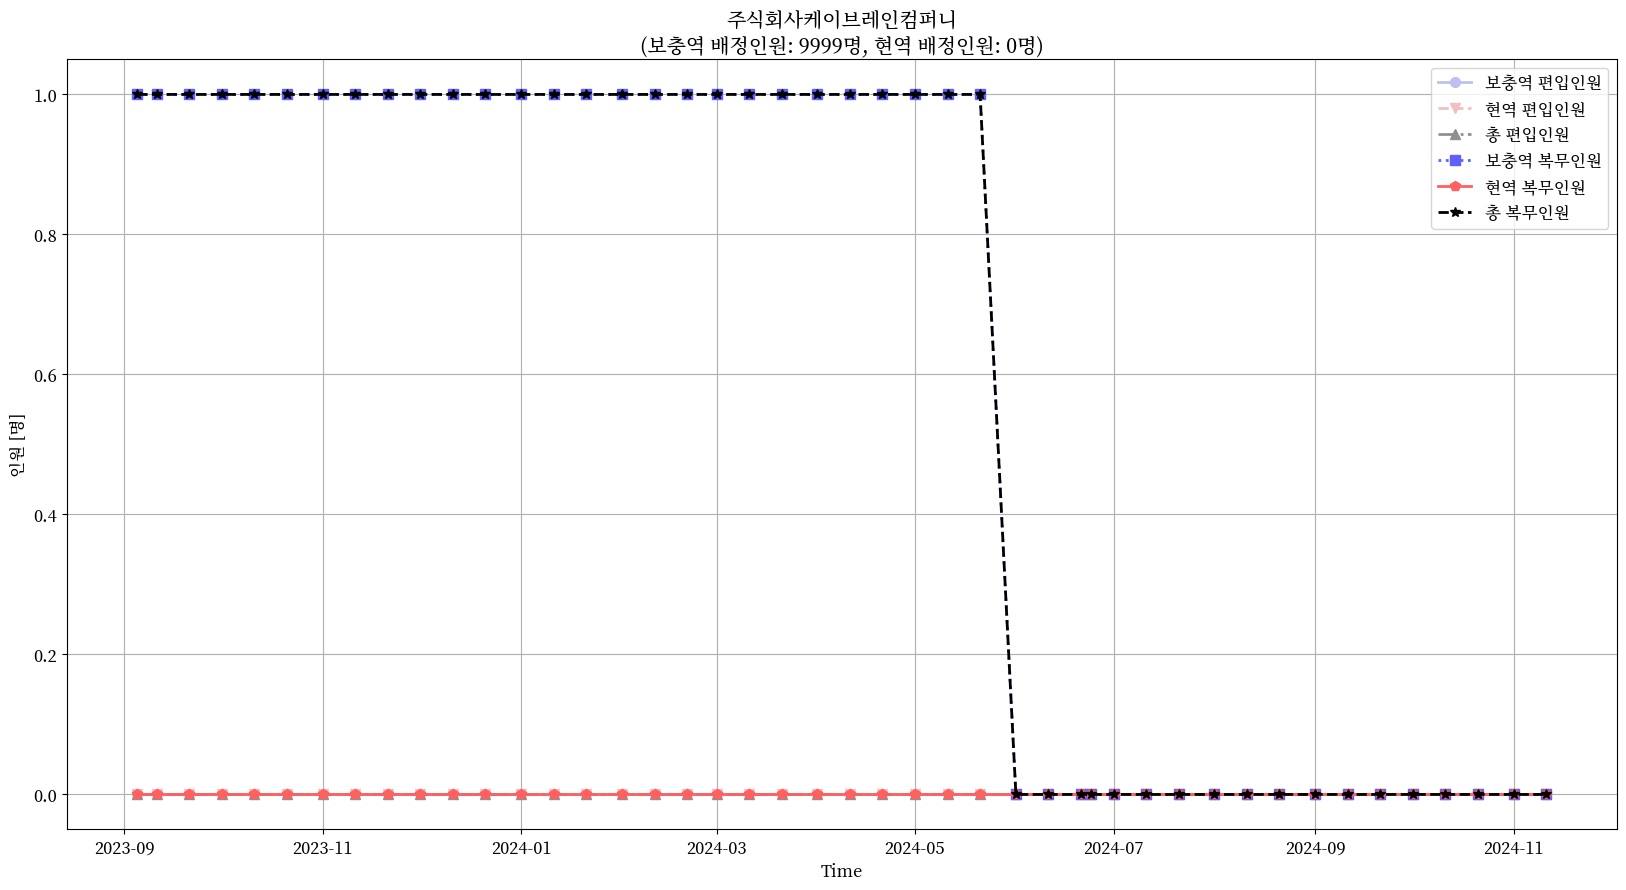 주식회사케이브레인컴퍼니
(보충역 배정인원: 9999명, 현역 배정인원: 0명)
보충역 편입인원
현역 편입인원
총 편입인원
보충역 복무인원
현역 복무인원
총 복무인원
인원 [명]
1.0
0.8
0.6
0.4
0.2
0.0
2023-09
2023-11
2024-01
2024-03
2024-05
2024-07
2024-09
2024-11
Time